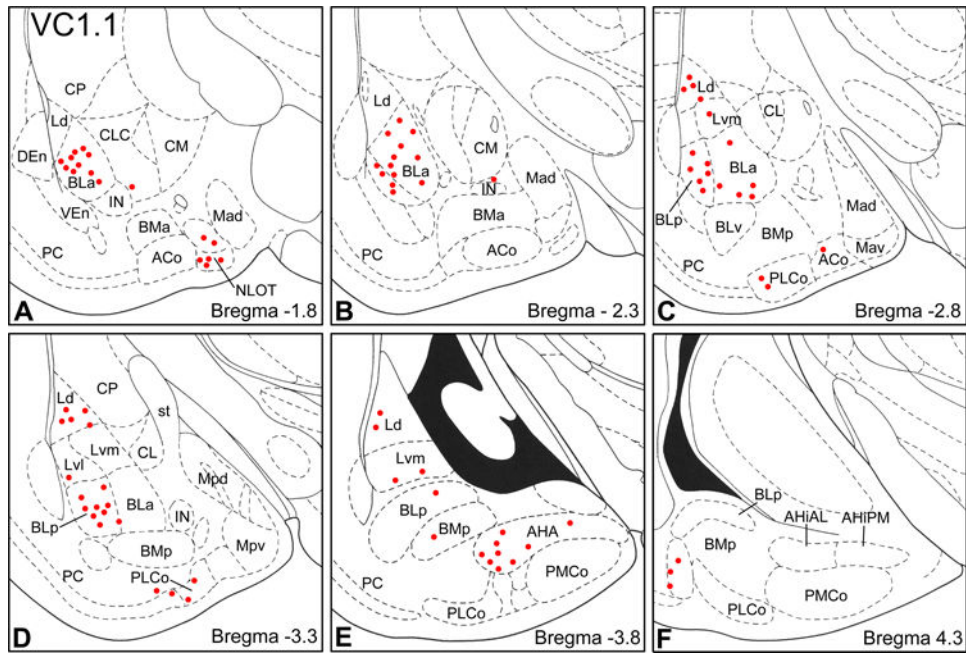 VC1.1
CP
Ld
CLC
CM
DEn
BLa
IN
VEn
Mad
BMa
PC
ACo
NLOT
A
Bregma -1.8
Ld
CM
BLa
IN
Mad
BMa
PC
ACo
B
Bregma - 2.3
Ld
Lvm
CL
BLa
BLp
Mad
BLv
BMp
Mav
PC
ACo
PLCo
C
Bregma -2.8
CP
Ld
st
Lvm
CL
Lvl
Mpd
BLa
BLp
IN
BMp
Mpv
PC
PLCo
D
Bregma -3.3
Ld
Lvm
BLp
BMp
AHA
PC
PMCo
PLCo
E
Bregma -3.8
BLp
AHiAL
AHiPM
BMp
PMCo
PLCo
F
Bregma 4.3